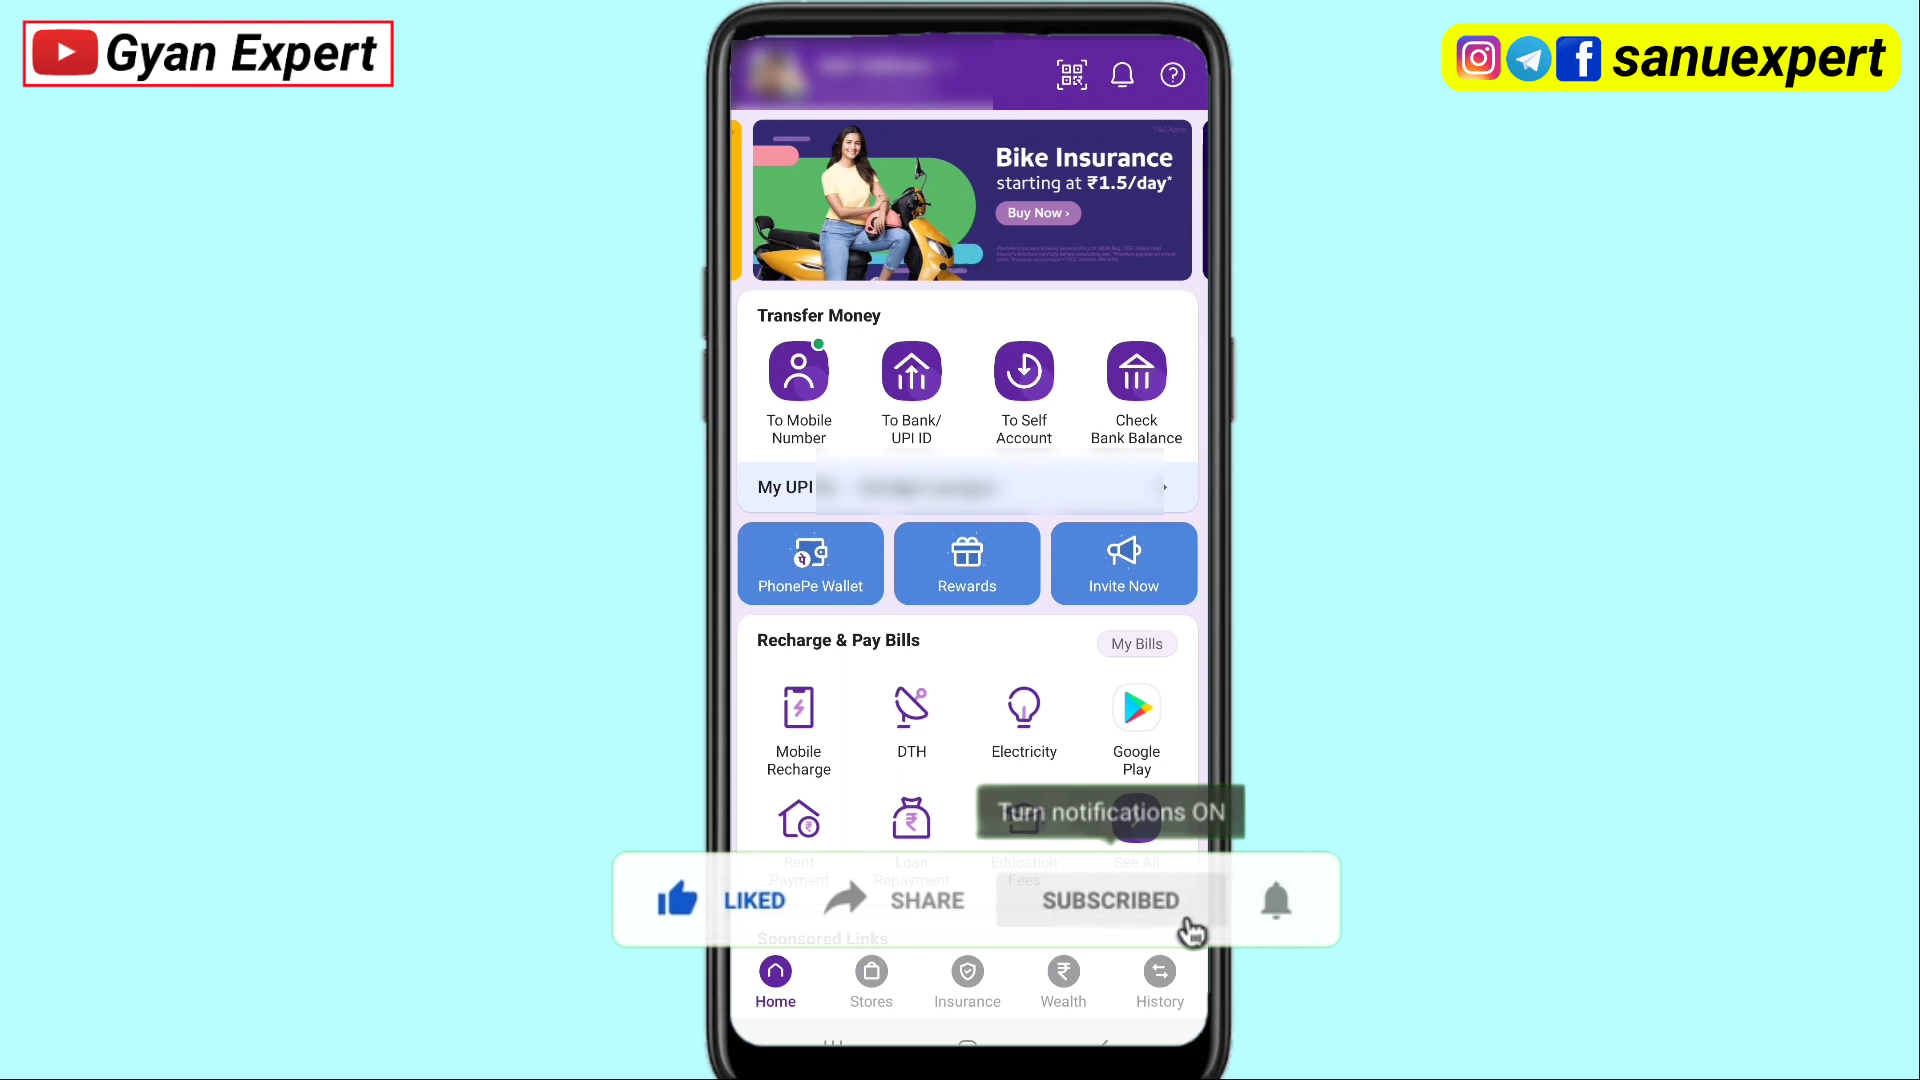 Gyan Expert
sanuexpert
*T&C Apply
Bike Insurance
starting at ₹1.5/day*
Buy Now ›
Transfer Money
To Mobile Number
To Bank/ UPI ID
To Self Account
Check Bank Balance
My UPI
पे
PhonePe Wallet
Rewards
Invite Now
Recharge & Pay Bills
My Bills
Mobile Recharge
DTH
Electricity
Google Play
Turn notifications ON
Rent Payment
Loan Repayment
Education Fees
See All
LIKED
SHARE
SUBSCRIBED
Sponsored Links
Home
Stores
Insurance
Wealth
History